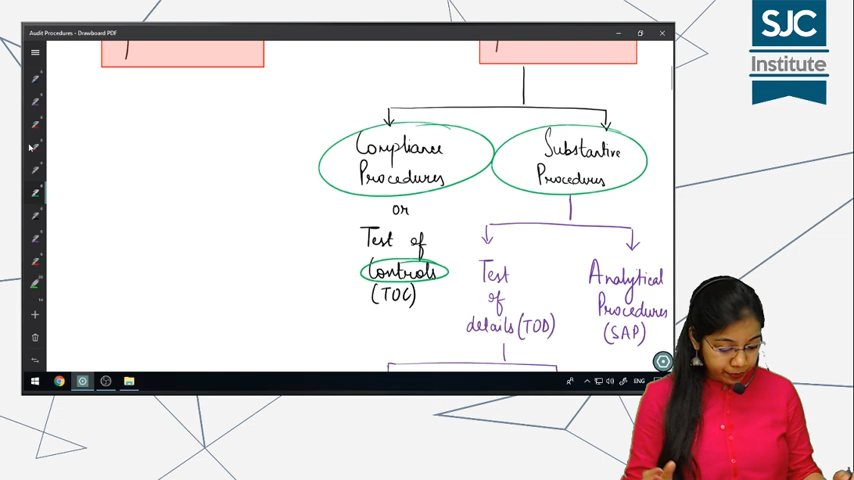 Audit Procedures - Drawboard PDF
SJC
Institute
Compliance
Procedures
or
Test of
Controls
(TOC)
Substantive
Procedures
Test
of
details (TOD)
Analytical
Procedures
(SAP)
ENG